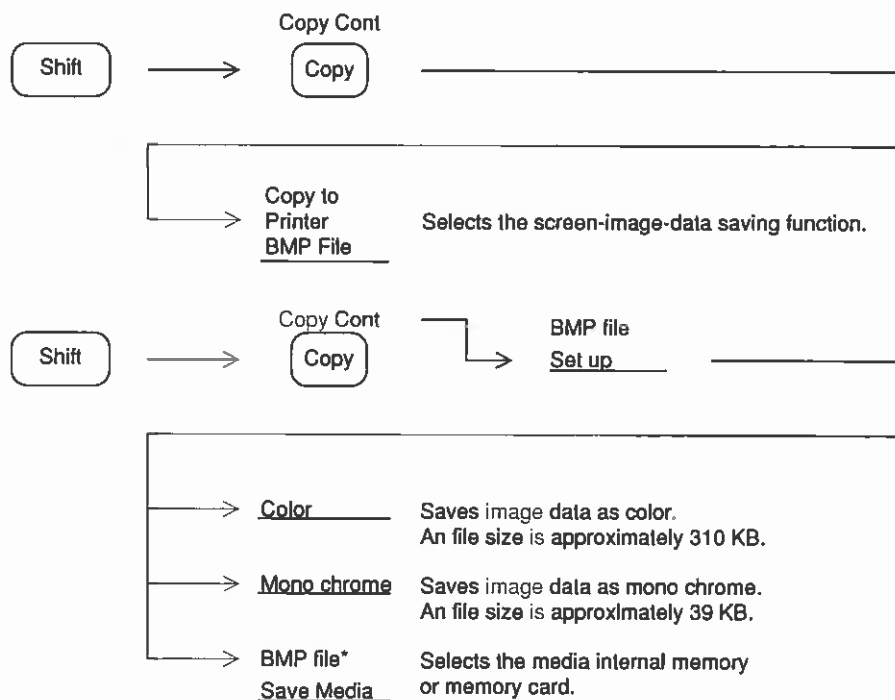 Copy Cont
Shift
Copy
Copy to
Printer
BMP File
Selects the screen-image-data saving function.
Copy Cont
Shift
Copy
BMP file
Set up
Color
Saves image data as color.
An file size is approximately 310 KB.
Mono chrome
Saves image data as mono chrome.
An file size is approximately 39 KB.
BMP file*
Save Media
Selects the media internal memory
or memory card.